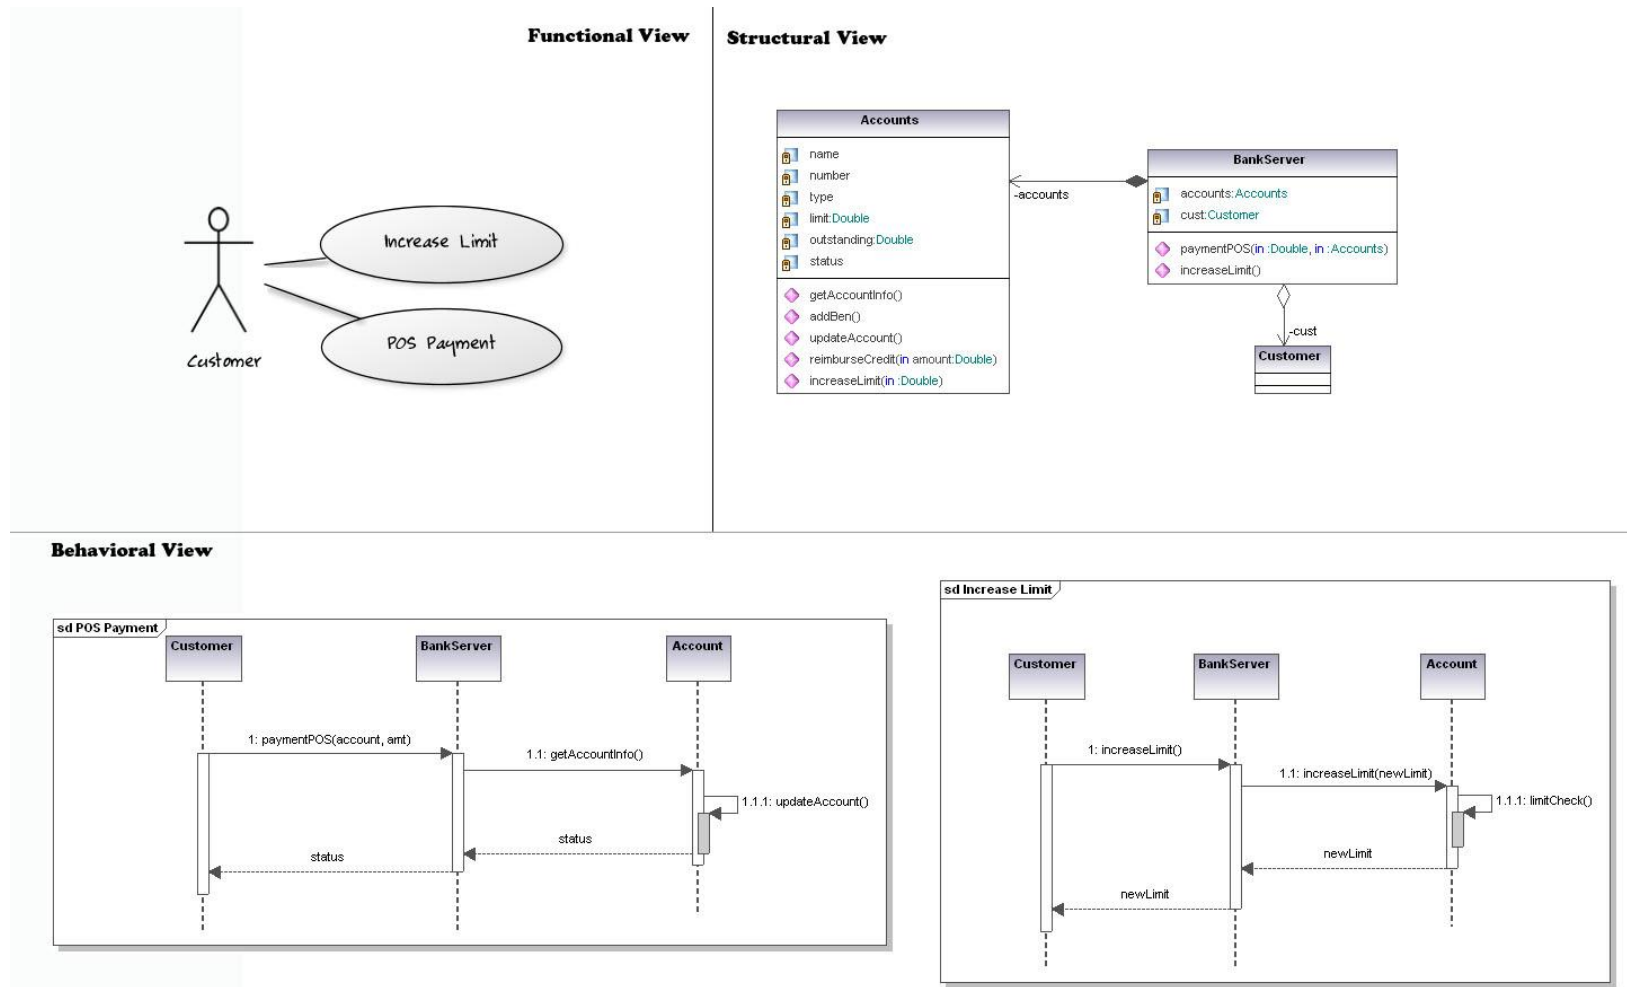 Functional View
Structural View
Increase Limit
POS Payment
Customer
Accounts
name
number
type
limit:Double
outstanding:Double
status
getAccountInfo()
addBen()
updateAccount()
reimburseCredit(in amount:Double)
increaseLimit(in :Double)
-accounts
BankServer
accounts:Accounts
cust:Customer
paymentPOS(in :Double, in :Accounts)
increaseLimit()
-cust
Customer
Behavioral View
sd POS Payment
Customer
BankServer
Account
1: paymentPOS(account, amt)
1.1: getAccountInfo()
1.1.1: updateAccount()
status
status
sd Increase Limit
Customer
BankServer
Account
1: increaseLimit()
1.1: increaseLimit(newLimit)
1.1.1: limitCheck()
newLimit
newLimit